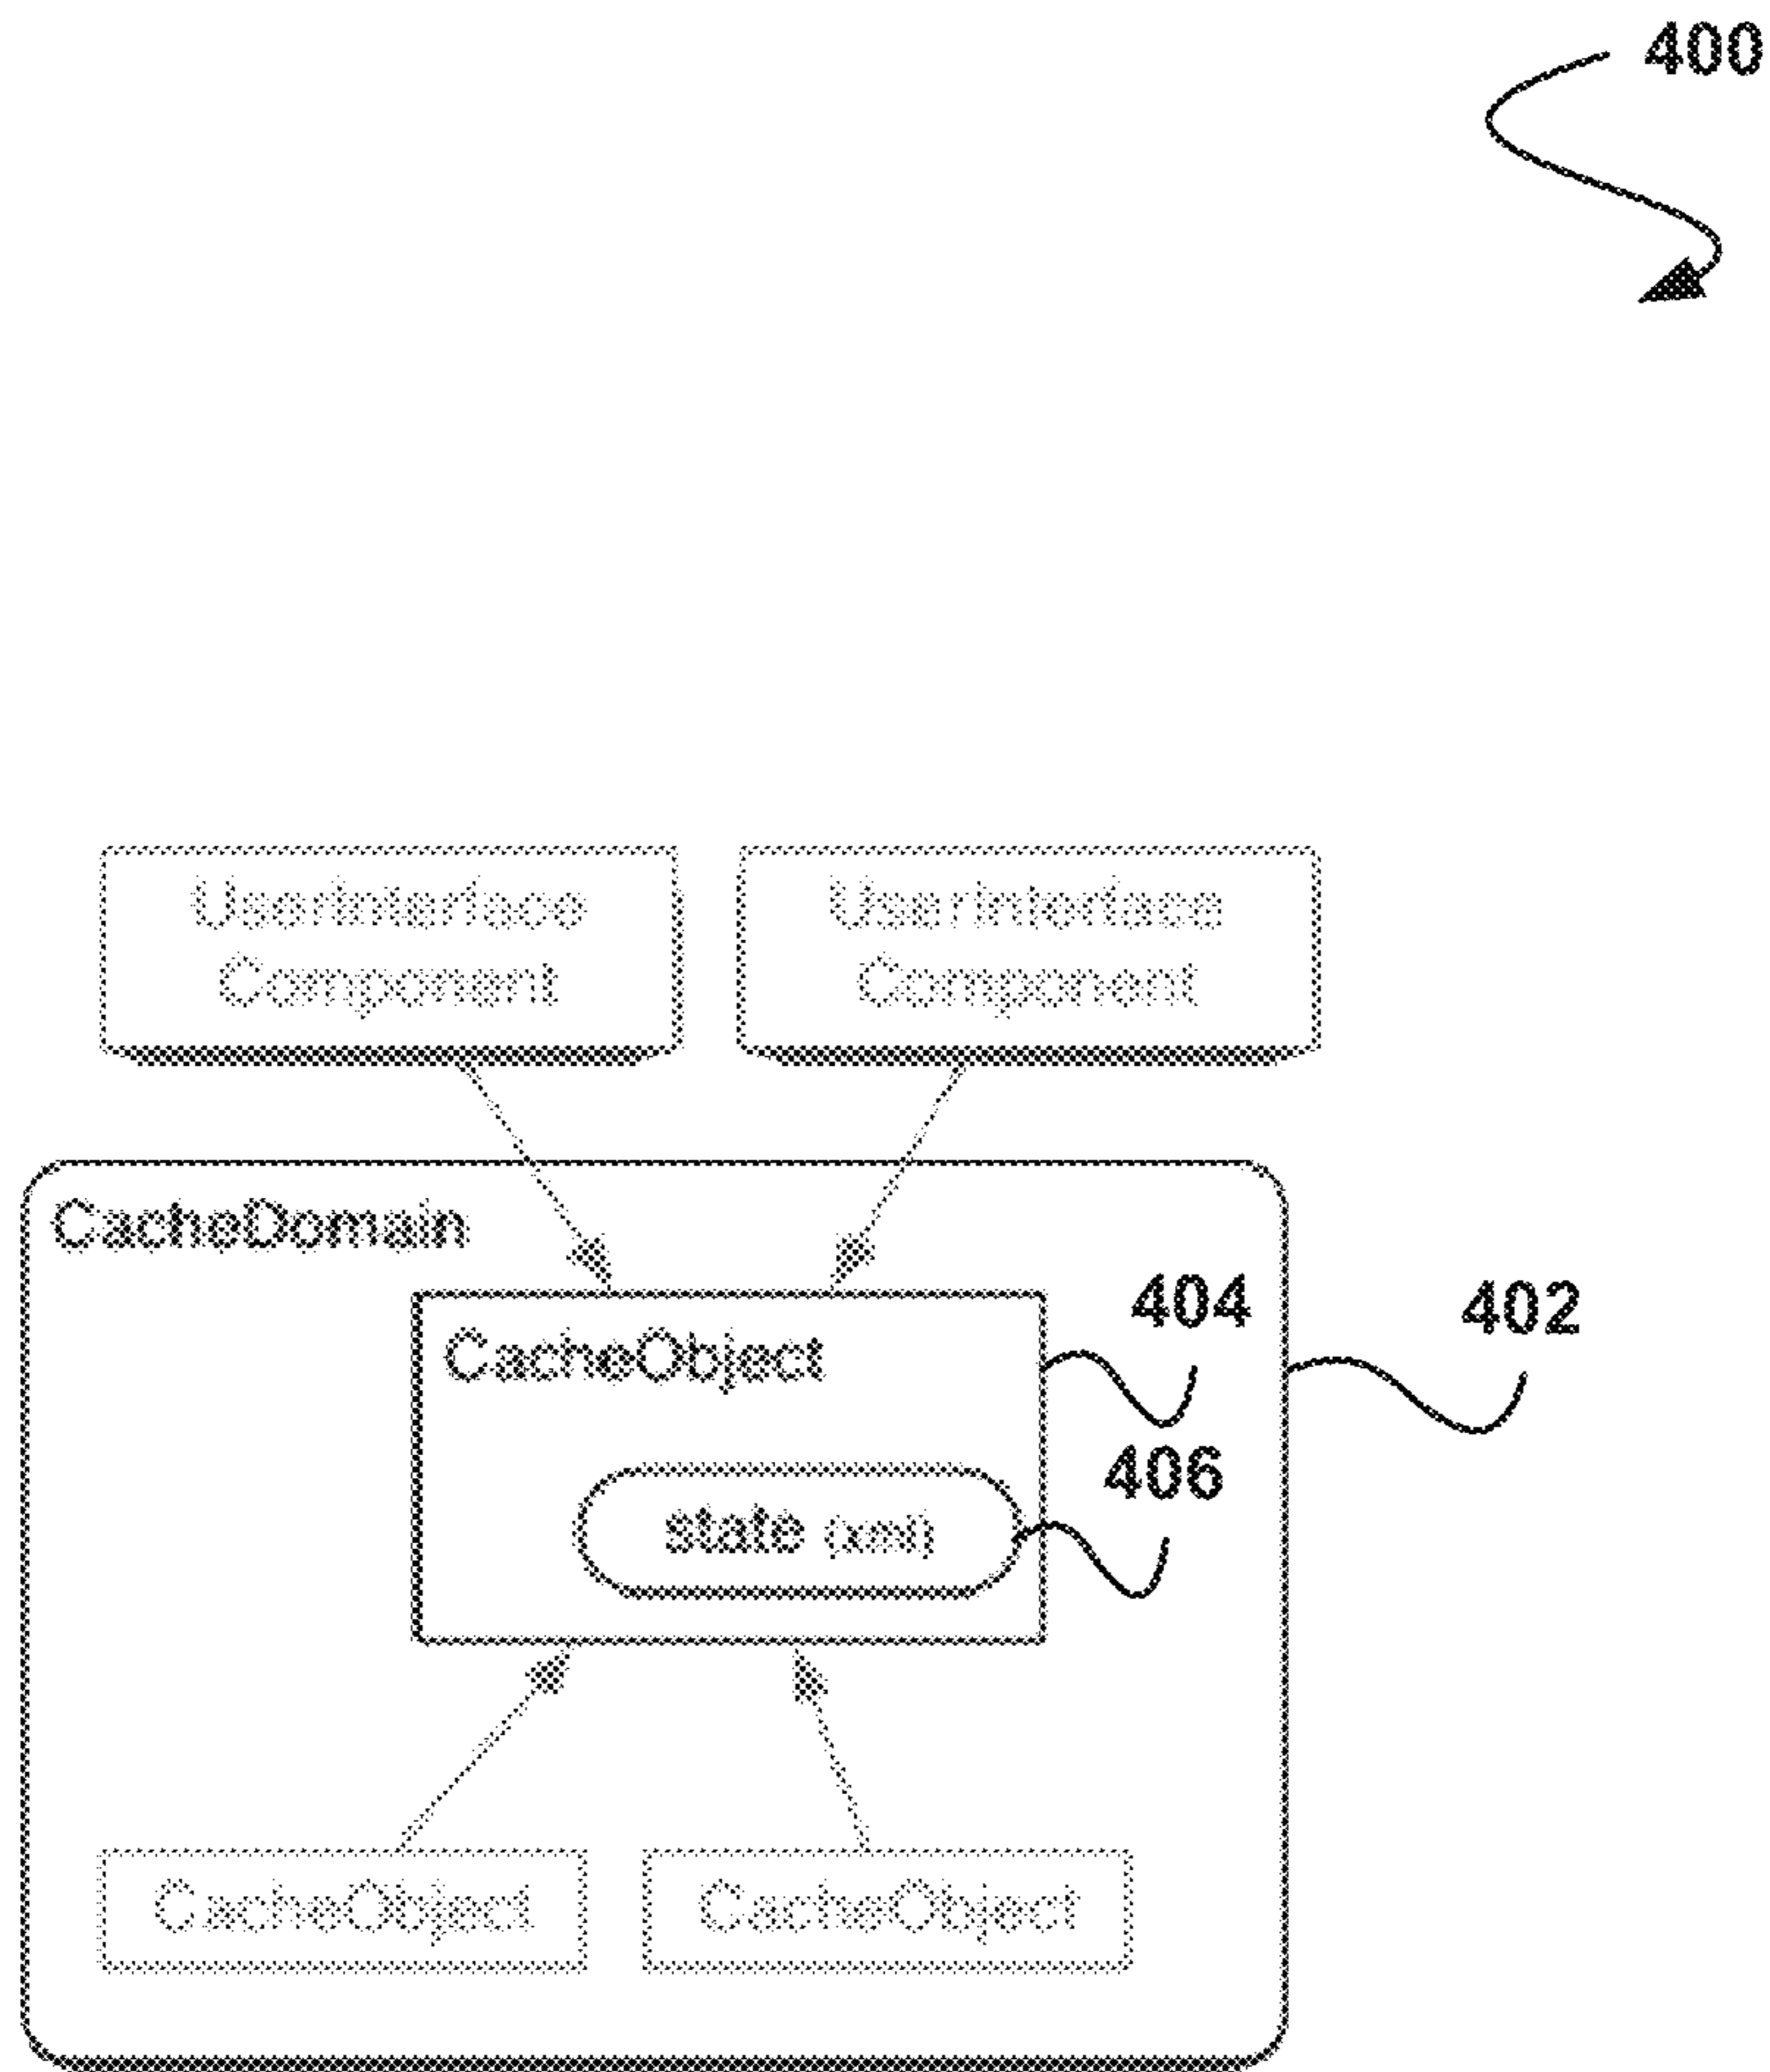 400
UserInterface UserInterface
Component Component
CacheDomain
404 402
CacheObject
406
state (xml)
CacheObject CacheObject